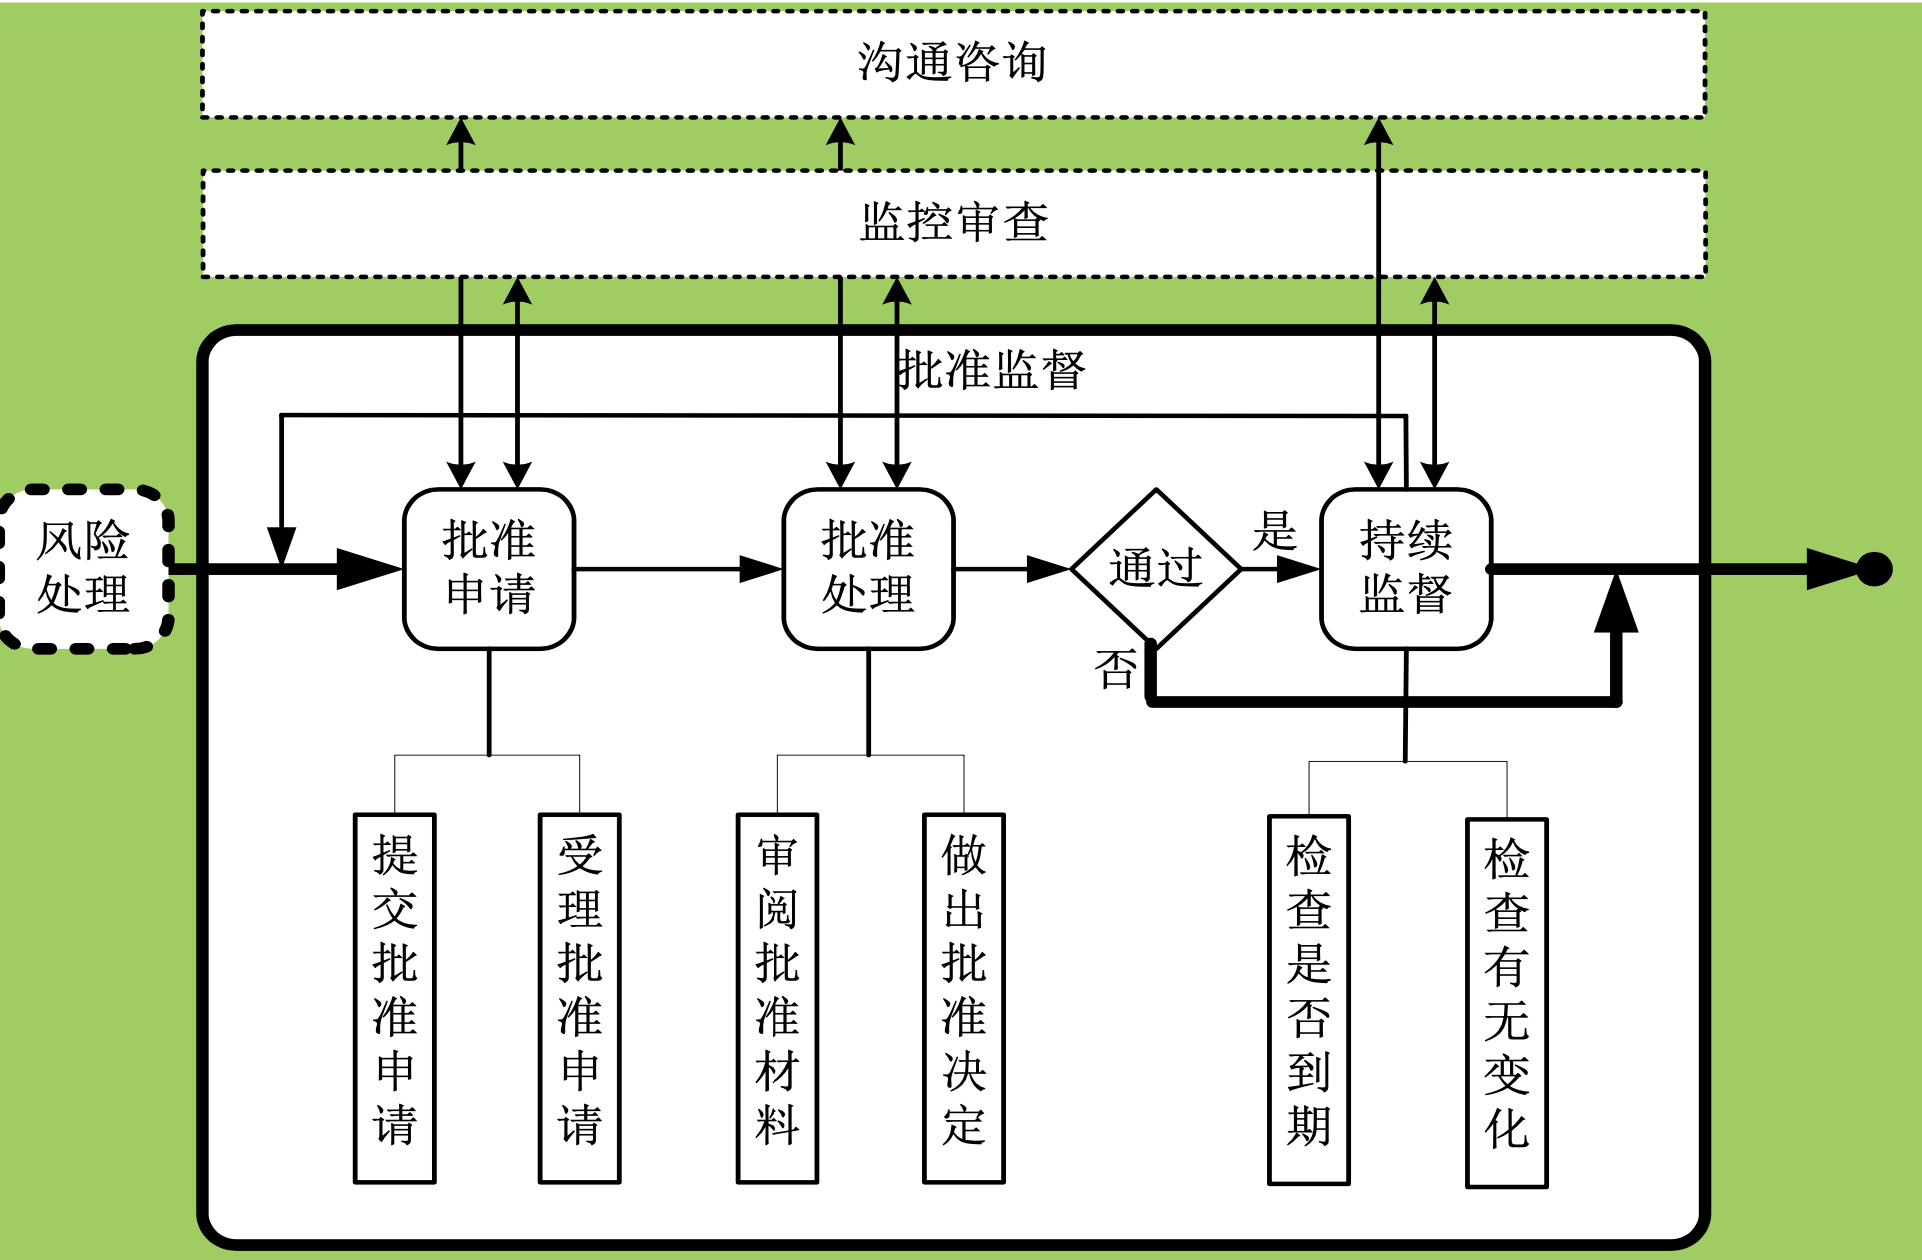 沟通咨询
监控审查
批准监督
风险
处理
批准
申请
批准
处理
通过
是
否
持续
监督
提交批准申请
受理批准申请
审阅批准材料
做出批准决定
检查是否到期
检查有无变化